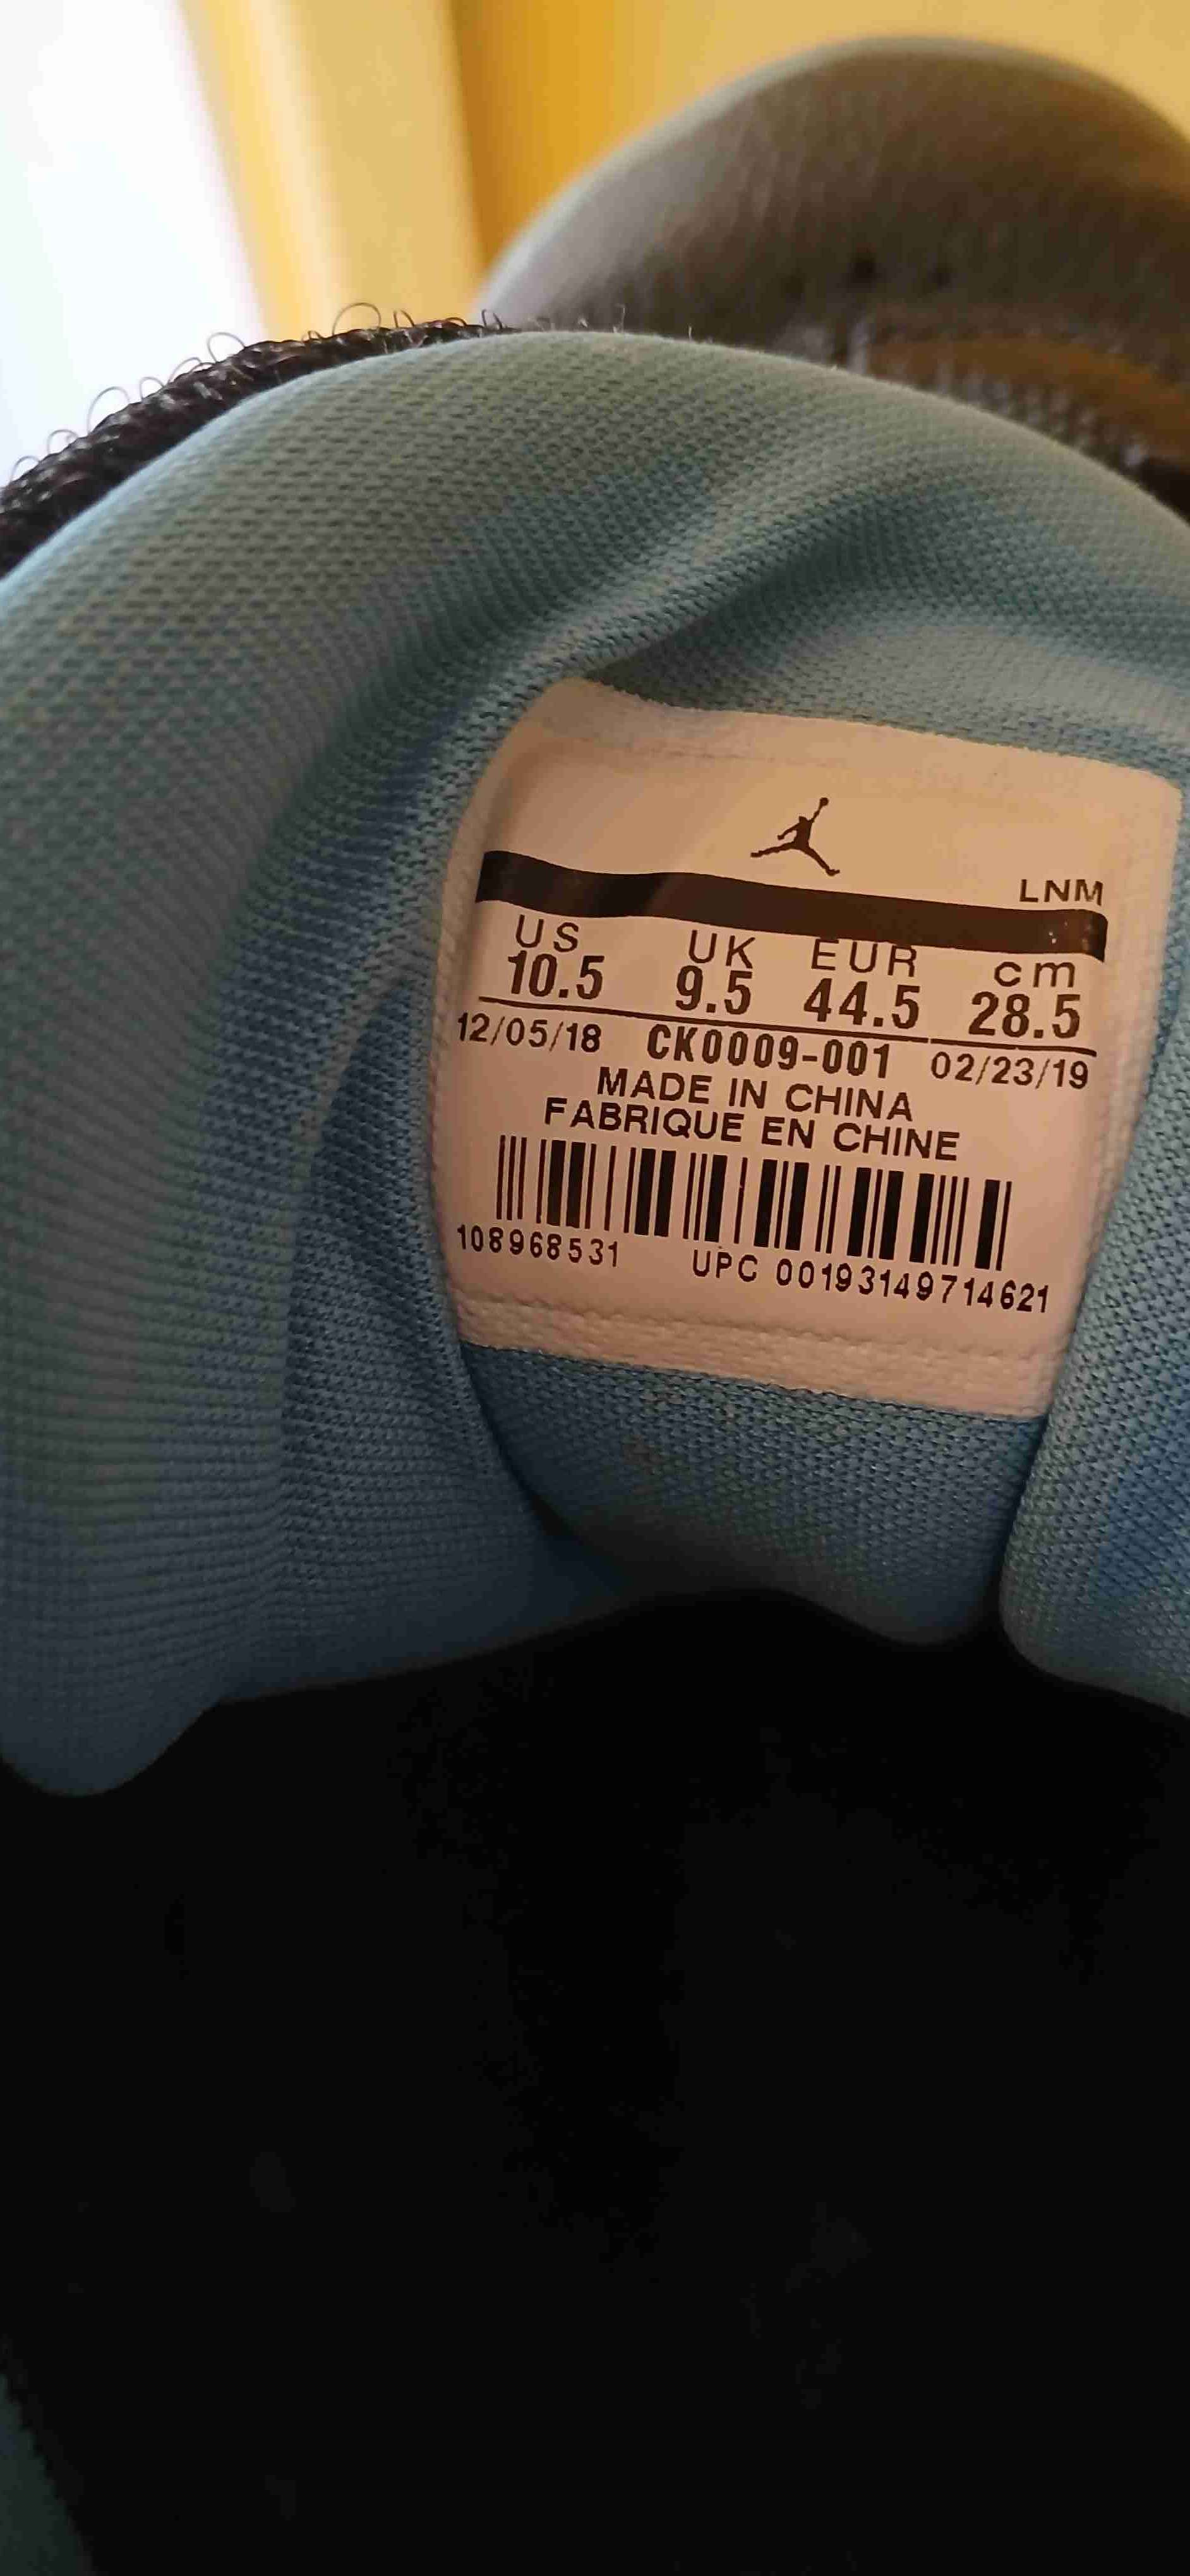 LNM
US UK EUR cm
10.5 9.5 44.5 28.5
12/05/18 CK0009-001 02/23/19
MADE IN CHINA
FABRIQUE EN CHINE
108968531 UPC 00193149714621